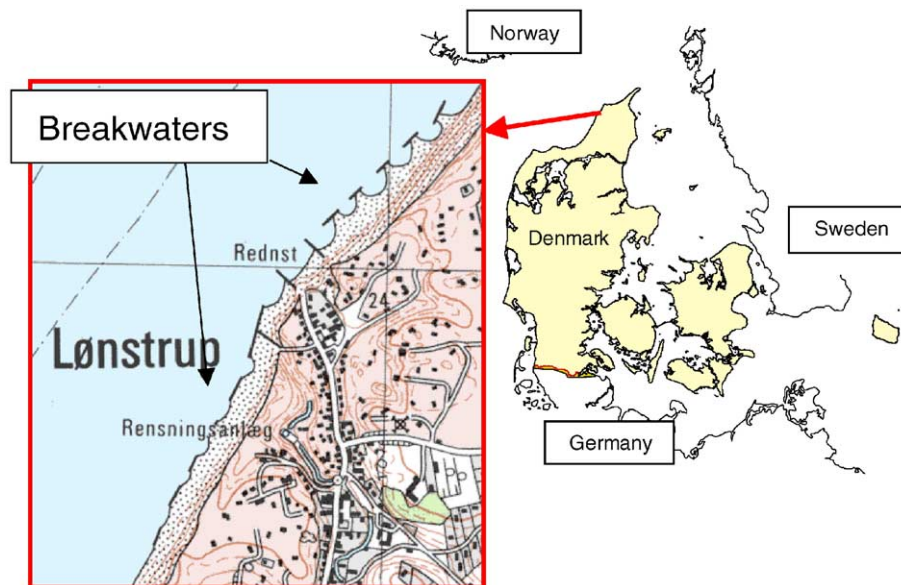 Norway
Breakwaters
Rednst
24
Lønstrup
Rensningsanlæg
Denmark
Sweden
Germany